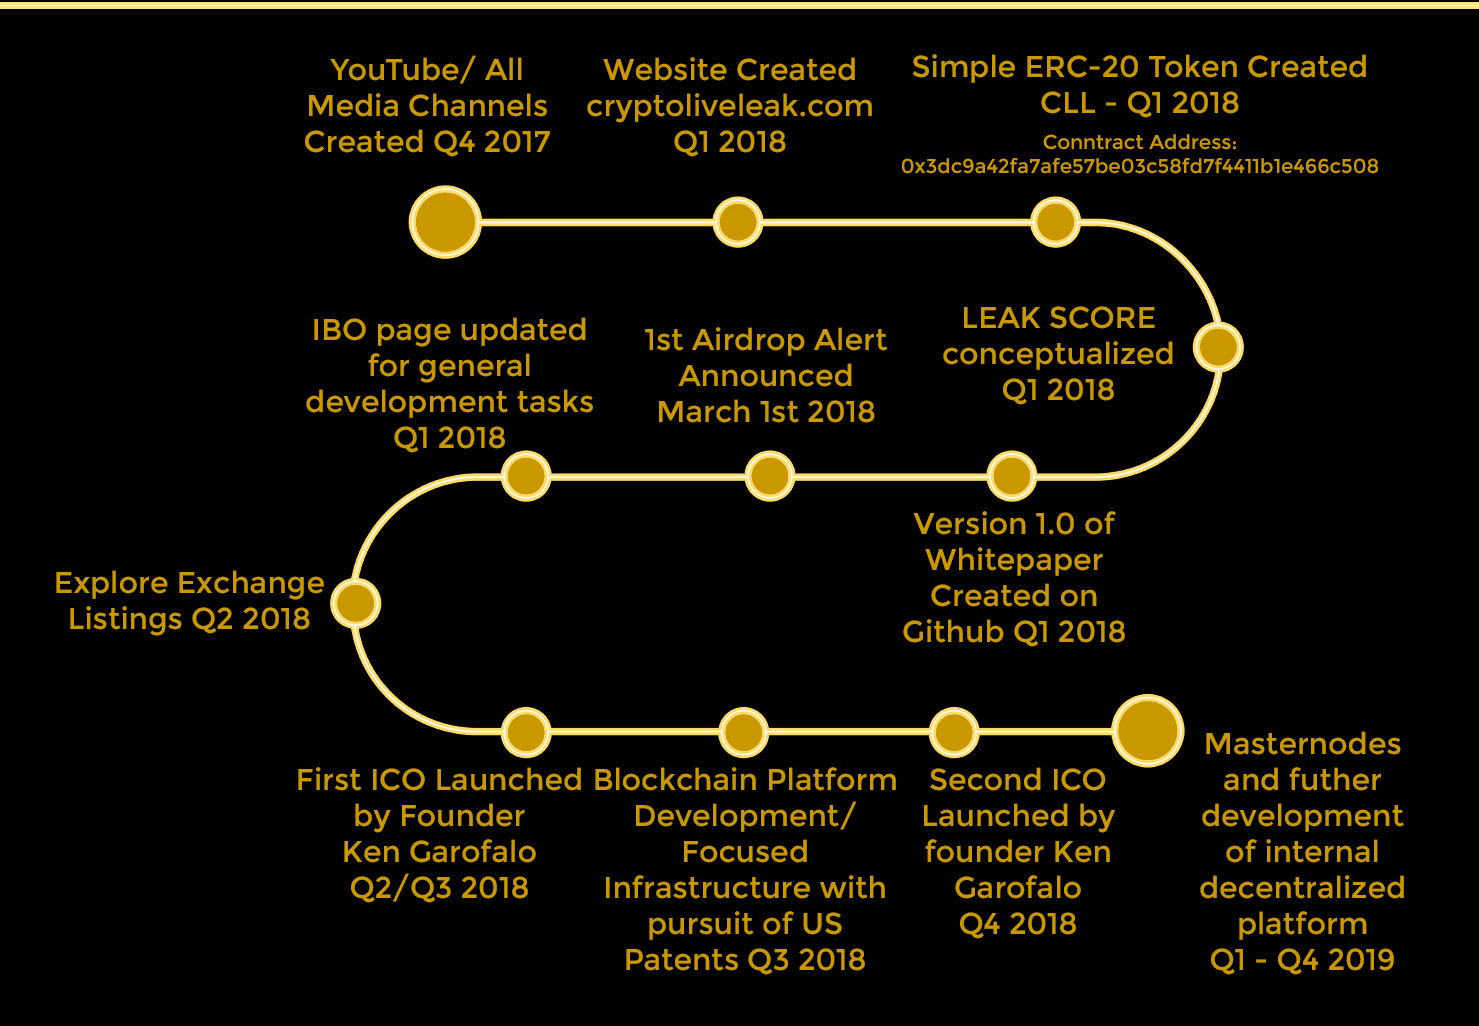 YouTube/ All
Media Channels
Created Q4 2017
Website Created
cryptoliveleak.com
Q1 2018
Simple ERC-20 Token Created
CLL - Q1 2018
Conntract Address:
0x3dc9a42fa7afe57be03c58fd7f4411b1e466c508
LEAK SCORE
conceptualized
Q1 2018
Version 1.0 of
Whitepaper
Created on
Github Q1 2018
1st Airdrop Alert
Announced
March 1st 2018
IBO page updated
for general
development tasks
Q1 2018
Explore Exchange
Listings Q2 2018
First ICO Launched
by Founder
Ken Garofalo
Q2/Q3 2018
Blockchain Platform
Development/
Focused
Infrastructure with
pursuit of US
Patents Q3 2018
Second ICO
Launched by
founder Ken
Garofalo
Q4 2018
Masternodes
and futher
development
of internal
decentralized
platform
Q1 - Q4 2019